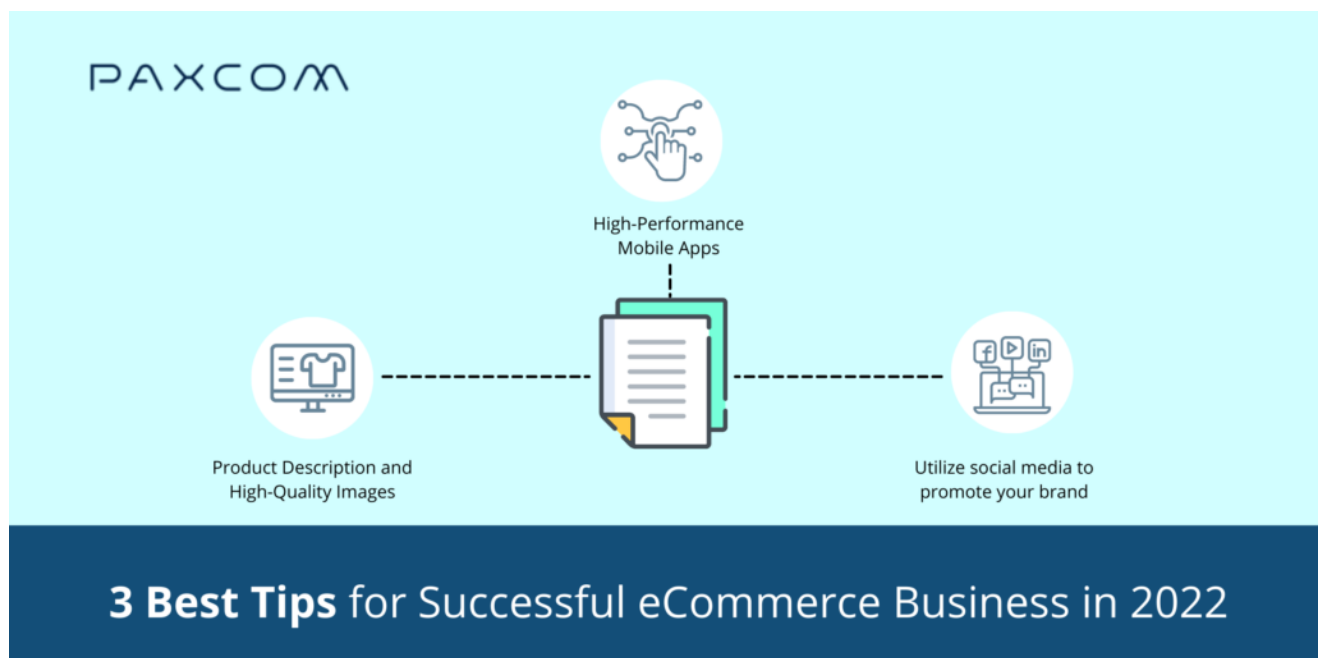 PAXCOM
High-Performance
Mobile Apps
Product Description and
High-Quality Images
f
in
Utilize social media to
promote your brand
3 Best Tips for Successful eCommerce Business in 2022